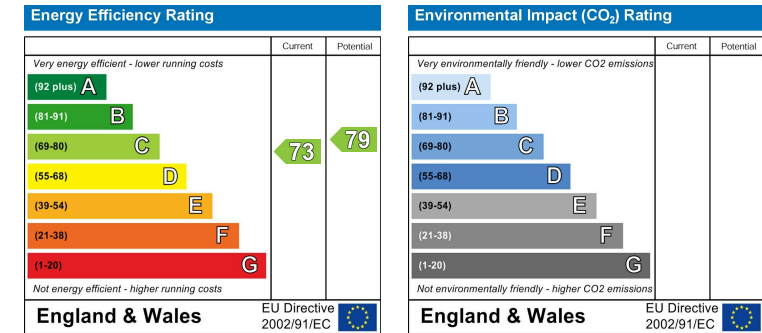 Energy Efficiency Rating
Current Potential
Very energy efficient - lower running costs
(92 plus) A
(81-91) B
(69-80) C
73 79
(55-68) D
(39-54) E
(21-38) F
(1-20) G
Not energy efficient - higher running costs
England & Wales
EU Directive
2002/91/EC
Environmental Impact (CO₂) Rating
Current Potential
Very environmentally friendly - lower CO2 emissions
(92 plus) A
(81-91) B
(69-80) C
(55-68) D
(39-54) E
(21-38) F
(1-20) G
Not environmentally friendly - higher CO2 emissions
England & Wales
EU Directive
2002/91/EC